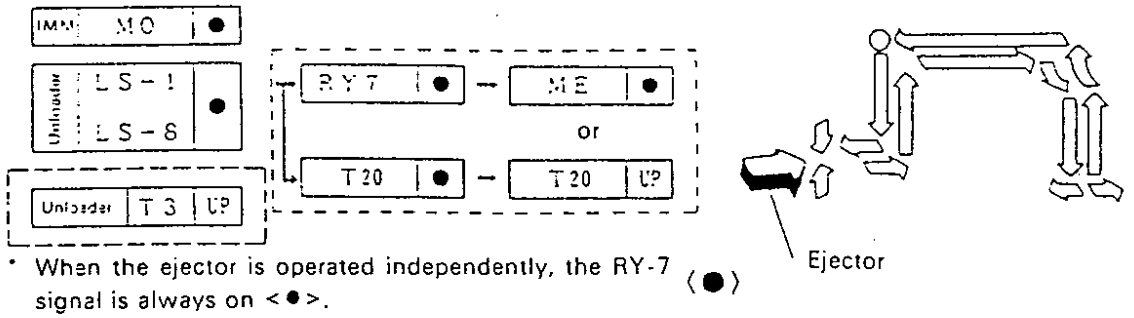 IMM MO ●
Unloader LS-1 LS-8 ●
RY7 ● → ME ●
or
T20 ● → T20 UP
Unloader T3 UP
Ejector
* When the ejector is operated independently, the RY-7 〈●〉
signal is always on <●>.